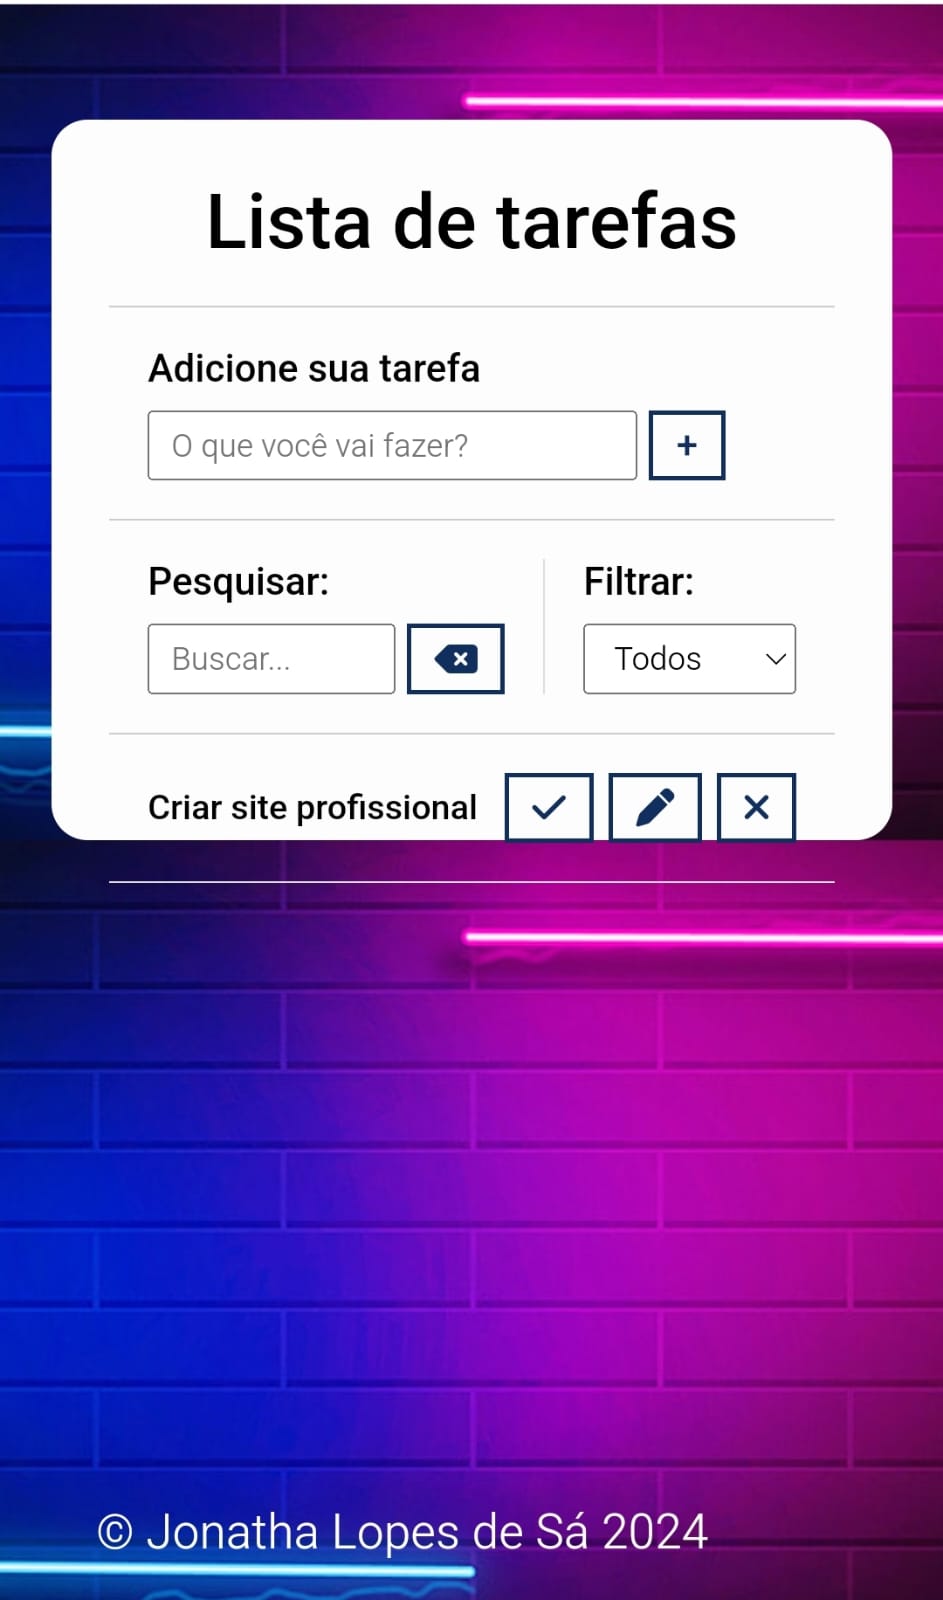 Lista de tarefas
Adicione sua tarefa
O que você vai fazer?
+
Pesquisar:
Filtrar:
Buscar...
Todos
Criar site profissional
© Jonatha Lopes de Sá 2024